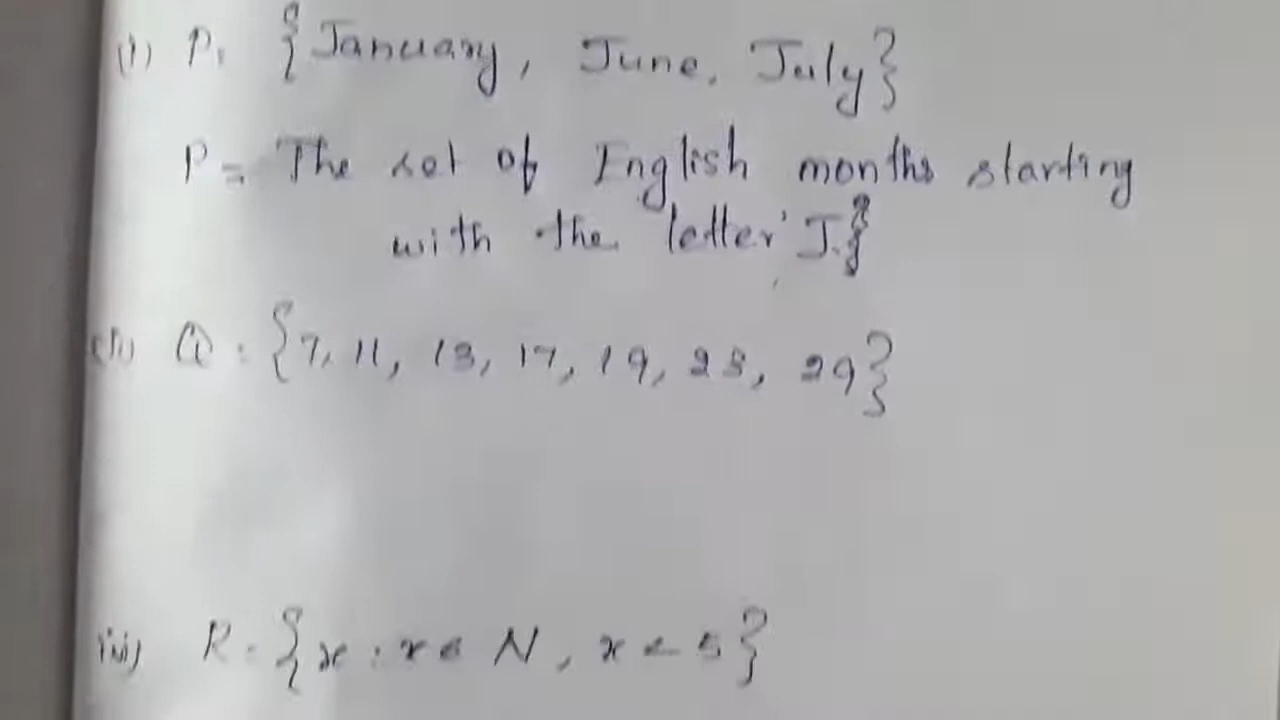 (i) P = {January, June, July}
P = The set of English months starting
with the letter 'J.}
(ii) Q = {7, 11, 13, 17, 19, 23, 29}
iii) R = {x : x ∈ N, x < 5}